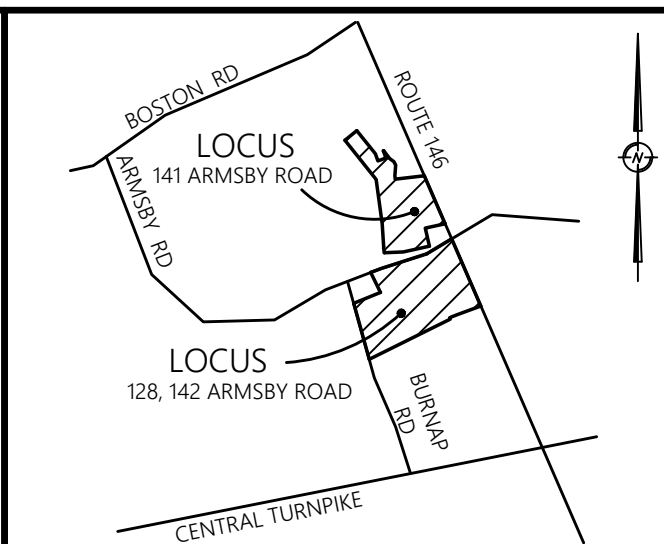 BOSTON RD
ROUTE 146
LOCUS
141 ARMSBY ROAD
N
ARMSBY RD
LOCUS
128, 142 ARMSBY ROAD
BURNAP
RD
CENTRAL TURNPIKE